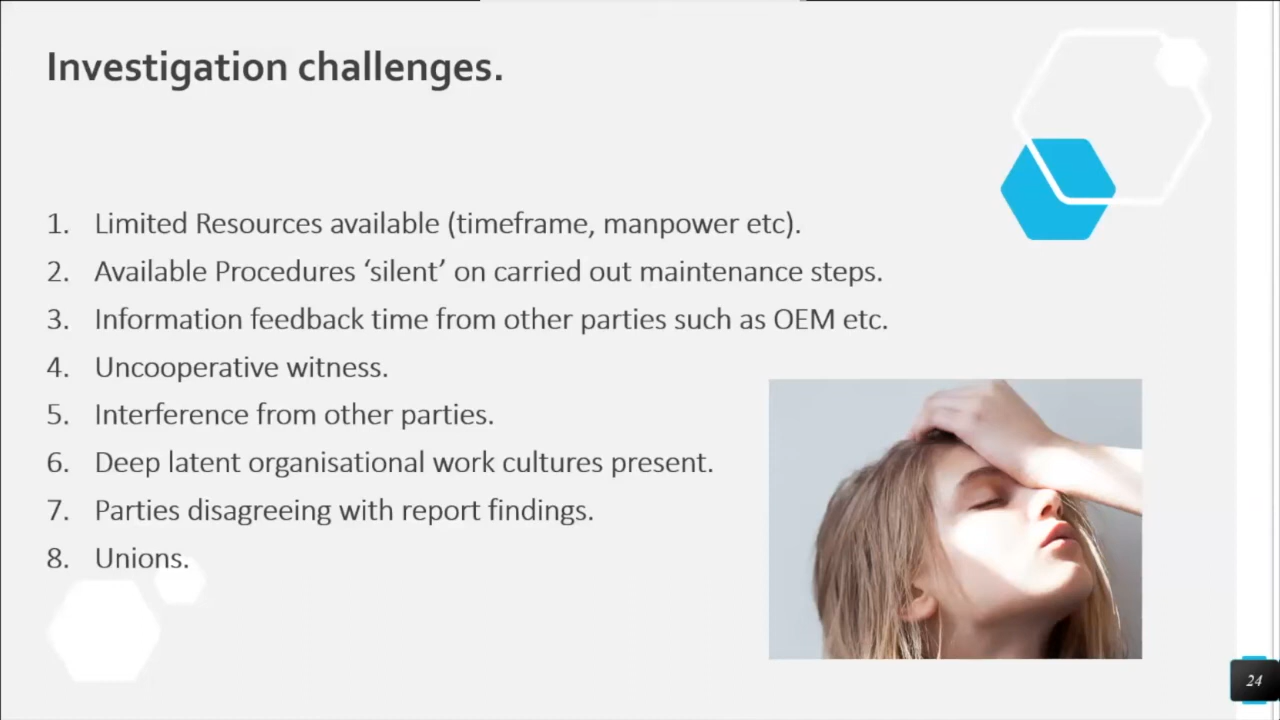 Investigation challenges.
1. Limited Resources available (timeframe, manpower etc).
2. Available Procedures ‘silent’ on carried out maintenance steps.
3. Information feedback time from other parties such as OEM etc.
4. Uncooperative witness.
5. Interference from other parties.
6. Deep latent organisational work cultures present.
7. Parties disagreeing with report findings.
8. Unions.
24